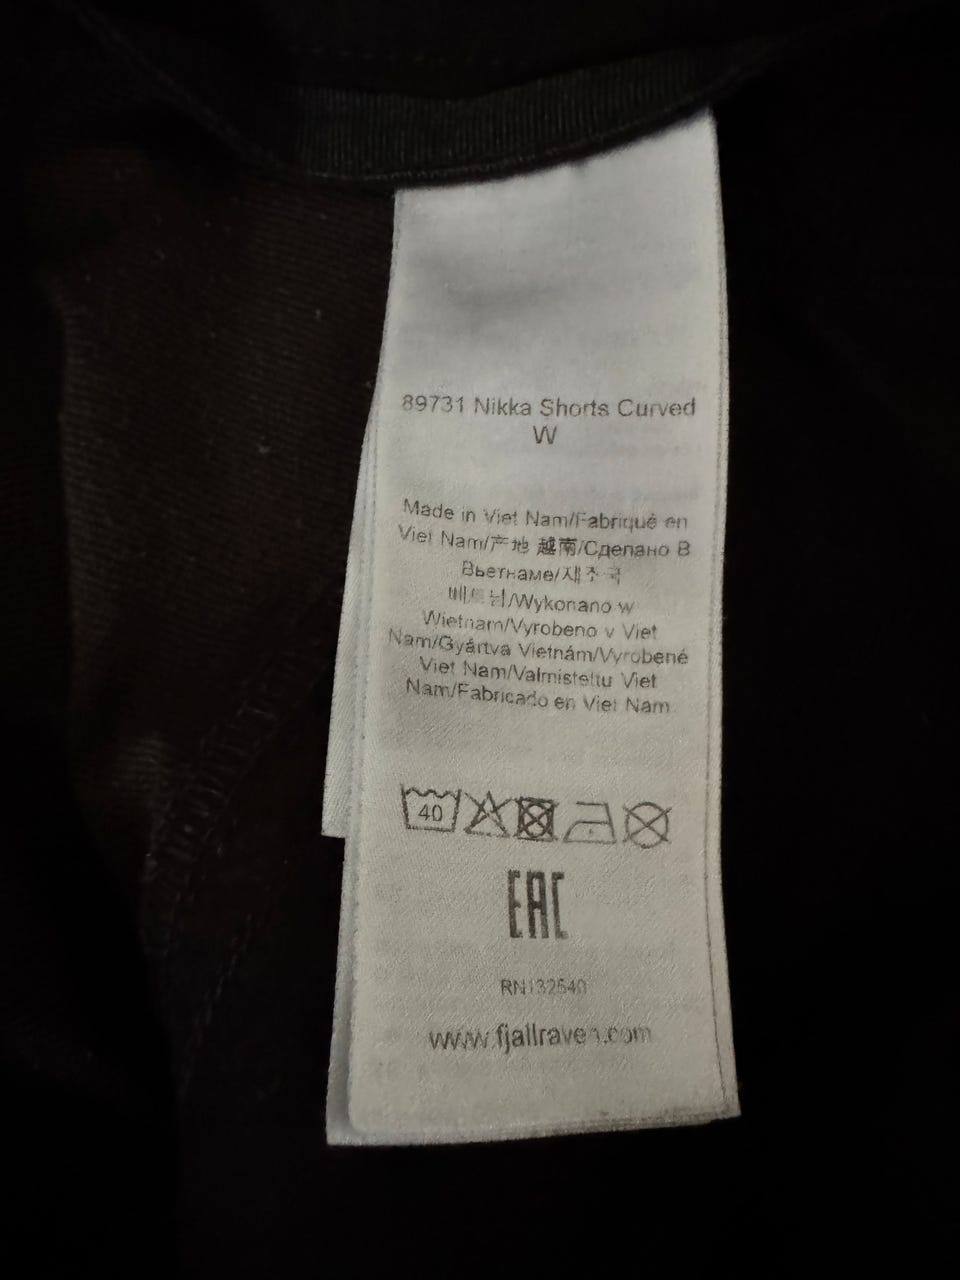 89731 Nikka Shorts Curved
W
Made in Viet Nam/Fabriqué en
Viet Nam/产地 越南/Сделано в
Вьетнаме/제조국
베트남/Wykonano w
Wietnam/Vyrobeno v Viet
Nam/Gyártva Vietnám/Vyrobené
Viet Nam/Valmistettu Viet
Nam/Fabricado en Viet Nam
40
EAC
RN132540
www.fjallraven.com